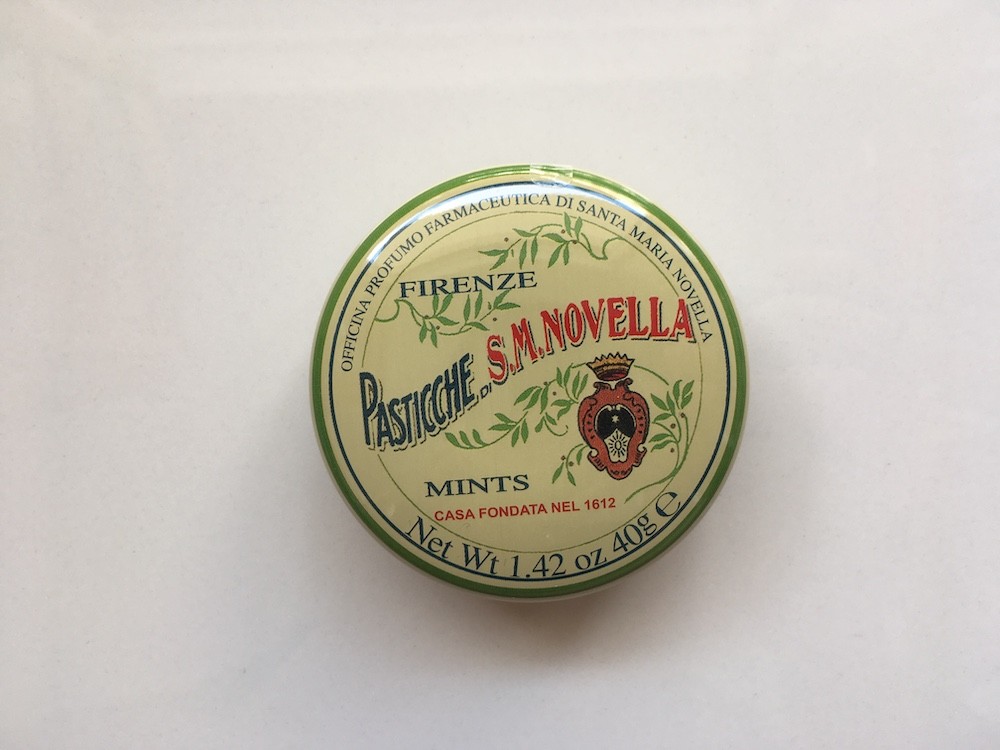 OFFICINA PROFUMO FARMACEUTICA DI SANTA MARIA NOVELLA
FIRENZE
PASTICCHE DI S.M.NOVELLA
MINTS
CASA FONDATA NEL 1612
Net Wt 1.42 oz 40g e